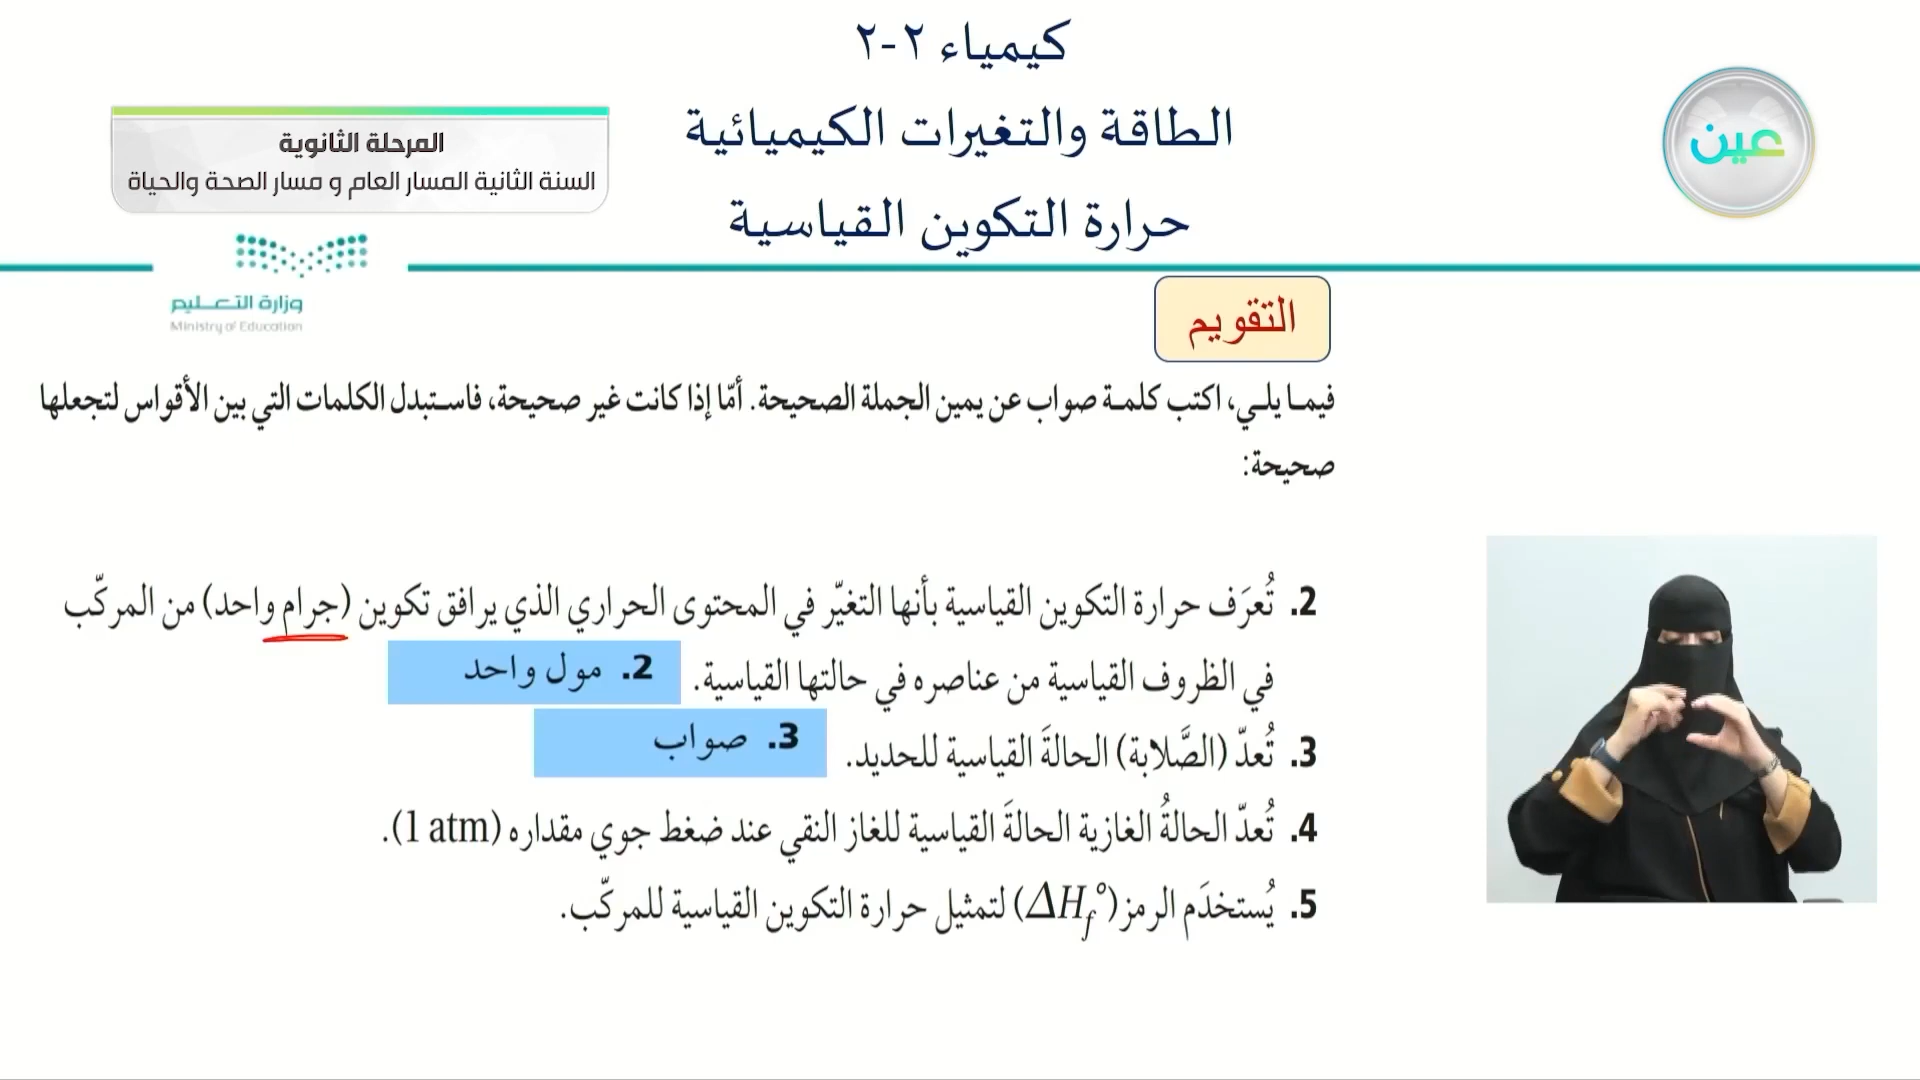 كيمياء ٢-٢
الطاقة والتغيرات الكيميائية
حرارة التكوين القياسية
عين
المرحلة الثانوية
السنة الثانية المسار العام و مسار الصحة والحياة
وزارة التعليم
Ministry of Education
التقويم
فيما يلي، اكتب كلمة صواب عن يمين الجملة الصحيحة. أمّا إذا كانت غير صحيحة، فاستبدل الكلمات التي بين الأقواس لتجعلها
صحيحة:
2. تُعرَف حرارة التكوين القياسية بأنها التغيّر في المحتوى الحراري الذي يرافق تكوين (جرام واحد) من المركّب
في الظروف القياسية من عناصره في حالتها القياسية.
2. مول واحد
3. تُعدّ (الصَّلابة) الحالةَ القياسية للحديد.
3. صواب
4. تُعدّ الحالةُ الغازية الحالةَ القياسية للغاز النقي عند ضغط جوي مقداره (1 atm).
5. يُستخدَم الرمز (ΔH°f) لتمثيل حرارة التكوين القياسية للمركّب.